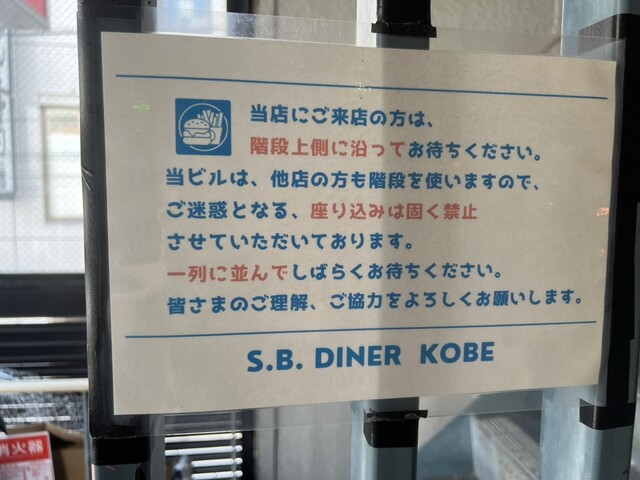 当店にご来店の方は、
階段上側に沿ってお待ちください。
当ビルは、他店の方も階段を使いますので、
ご迷惑となる、座り込みは固く禁止
させていただいております。
一列に並んでしばらくお待ちください。
皆さまのご理解、ご協力をよろしくお願いします。
S.B. DINER KOBE
消火器